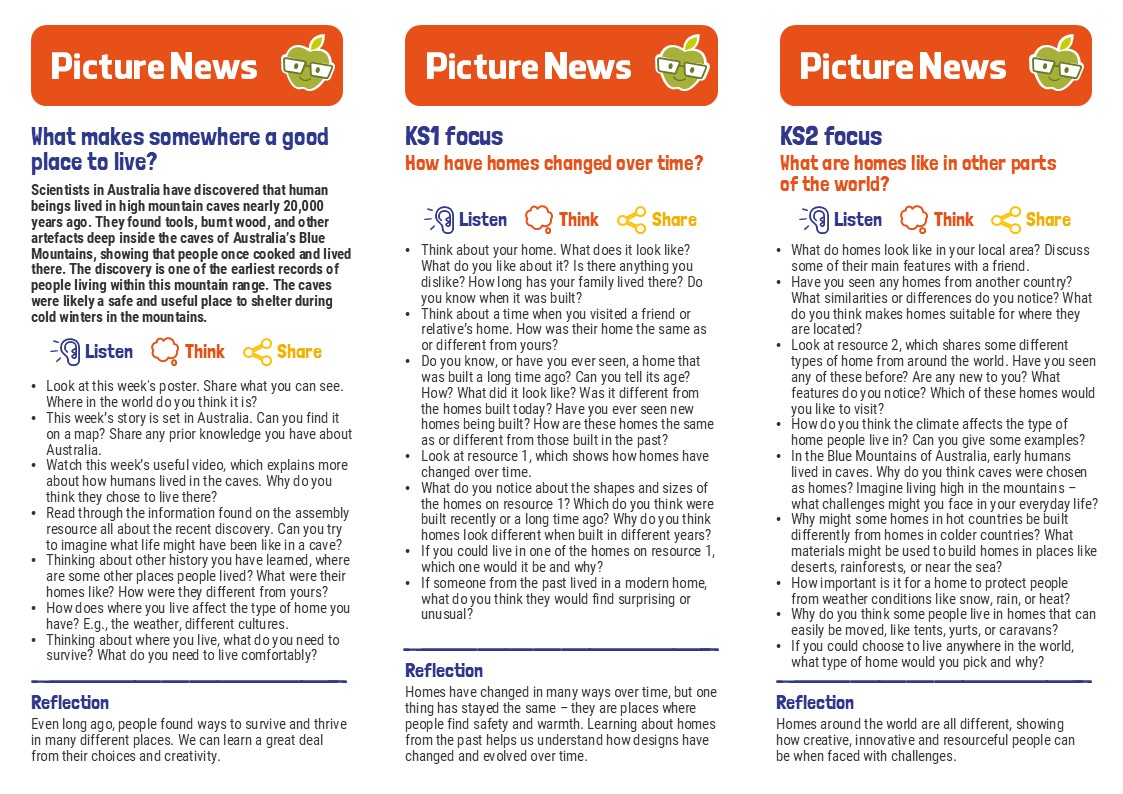 Picture News
What makes somewhere a good
place to live?
Scientists in Australia have discovered that human
beings lived in high mountain caves nearly 20,000
years ago. They found tools, burnt wood, and other
artefacts deep inside the caves of Australia's Blue
Mountains, showing that people once cooked and lived
there. The discovery is one of the earliest records of
people living within this mountain range. The caves
were likely a safe and useful place to shelter during
cold winters in the mountains.
Listen Think Share
• Look at this week's poster. Share what you can see.
Where in the world do you think it is?
• This week's story is set in Australia. Can you find it
on a map? Share any prior knowledge you have about
Australia.
• Watch this week's useful video, which explains more
about how humans lived in the caves. Why do you
think they chose to live there?
• Read through the information found on the assembly
resource all about the recent discovery. Can you try
to imagine what life might have been like in a cave?
• Thinking about other history you have learned, where
are some other places people lived? What were their
homes like? How were they different from yours?
• How does where you live affect the type of home you
have? E.g., the weather, different cultures.
• Thinking about where you live, what do you need to
survive? What do you need to live comfortably?
Reflection
Even long ago, people found ways to survive and thrive
in many different places. We can learn a great deal
from their choices and creativity.
Picture News
KS1 focus
How have homes changed over time?
Listen Think Share
• Think about your home. What does it look like?
What do you like about it? Is there anything you
dislike? How long has your family lived there? Do
you know when it was built?
• Think about a time when you visited a friend or
relative's home. How was their home the same as
or different from yours?
• Do you know, or have you ever seen, a home that
was built a long time ago? Can you tell its age?
How? What did it look like? Was it different from
the homes built today? Have you ever seen new
homes being built? How are these homes the same
as or different from those built in the past?
• Look at resource 1, which shows how homes have
changed over time.
• What do you notice about the shapes and sizes of
the homes on resource 1? Which do you think were
built recently or a long time ago? Why do you think
homes look different when built in different years?
• If you could live in one of the homes on resource 1,
which one would it be and why?
• If someone from the past lived in a modern home,
what do you think they would find surprising or
unusual?
Reflection
Homes have changed in many ways over time, but one
thing has stayed the same – they are places where
people find safety and warmth. Learning about homes
from the past helps us understand how designs have
changed and evolved over time.
Picture News
KS2 focus
What are homes like in other parts
of the world?
Listen Think Share
• What do homes look like in your local area? Discuss
some of their main features with a friend.
• Have you seen any homes from another country?
What similarities or differences do you notice? What
do you think makes homes suitable for where they
are located?
• Look at resource 2, which shares some different
types of home from around the world. Have you seen
any of these before? Are any new to you? What
features do you notice? Which of these homes would
you like to visit?
• How do you think the climate affects the type of
home people live in? Can you give some examples?
• In the Blue Mountains of Australia, early humans
lived in caves. Why do you think caves were chosen
as homes? Imagine living high in the mountains –
what challenges might you face in your everyday life?
• Why might some homes in hot countries be built
differently from homes in colder countries? What
materials might be used to build homes in places like
deserts, rainforests, or near the sea?
• How important is it for a home to protect people
from weather conditions like snow, rain, or heat?
• Why do you think some people live in homes that can
easily be moved, like tents, yurts, or caravans?
• If you could choose to live anywhere in the world,
what type of home would you pick and why?
Reflection
Homes around the world are all different, showing
how creative, innovative and resourceful people can
be when faced with challenges.